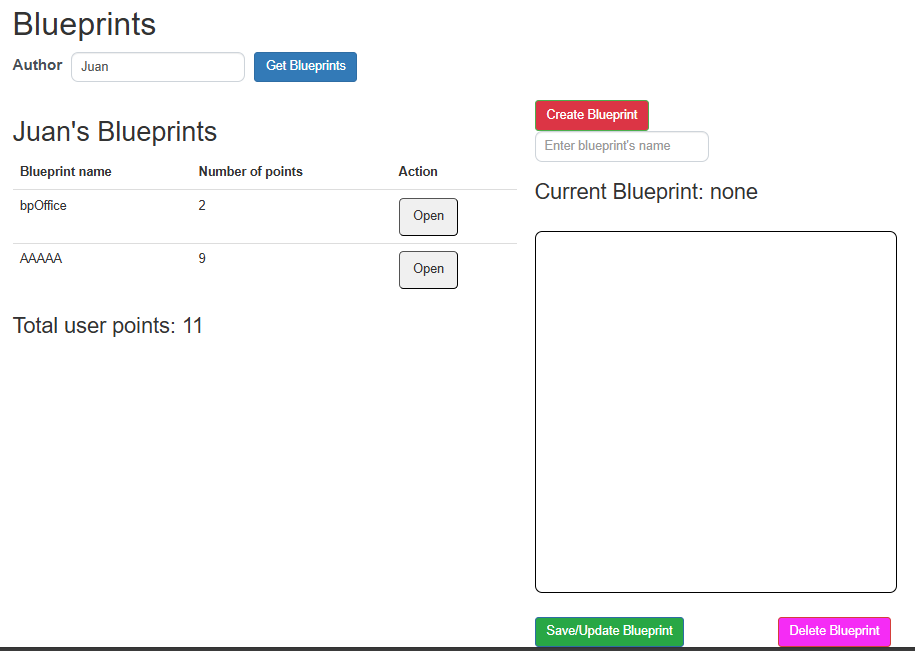 Blueprints
Author Juan Get Blueprints
Juan's Blueprints
Blueprint name Number of points Action
bpOffice 2 Open
AAAAA 9 Open
Total user points: 11
Create Blueprint
Enter blueprint's name
Current Blueprint: none
Save/Update Blueprint Delete Blueprint